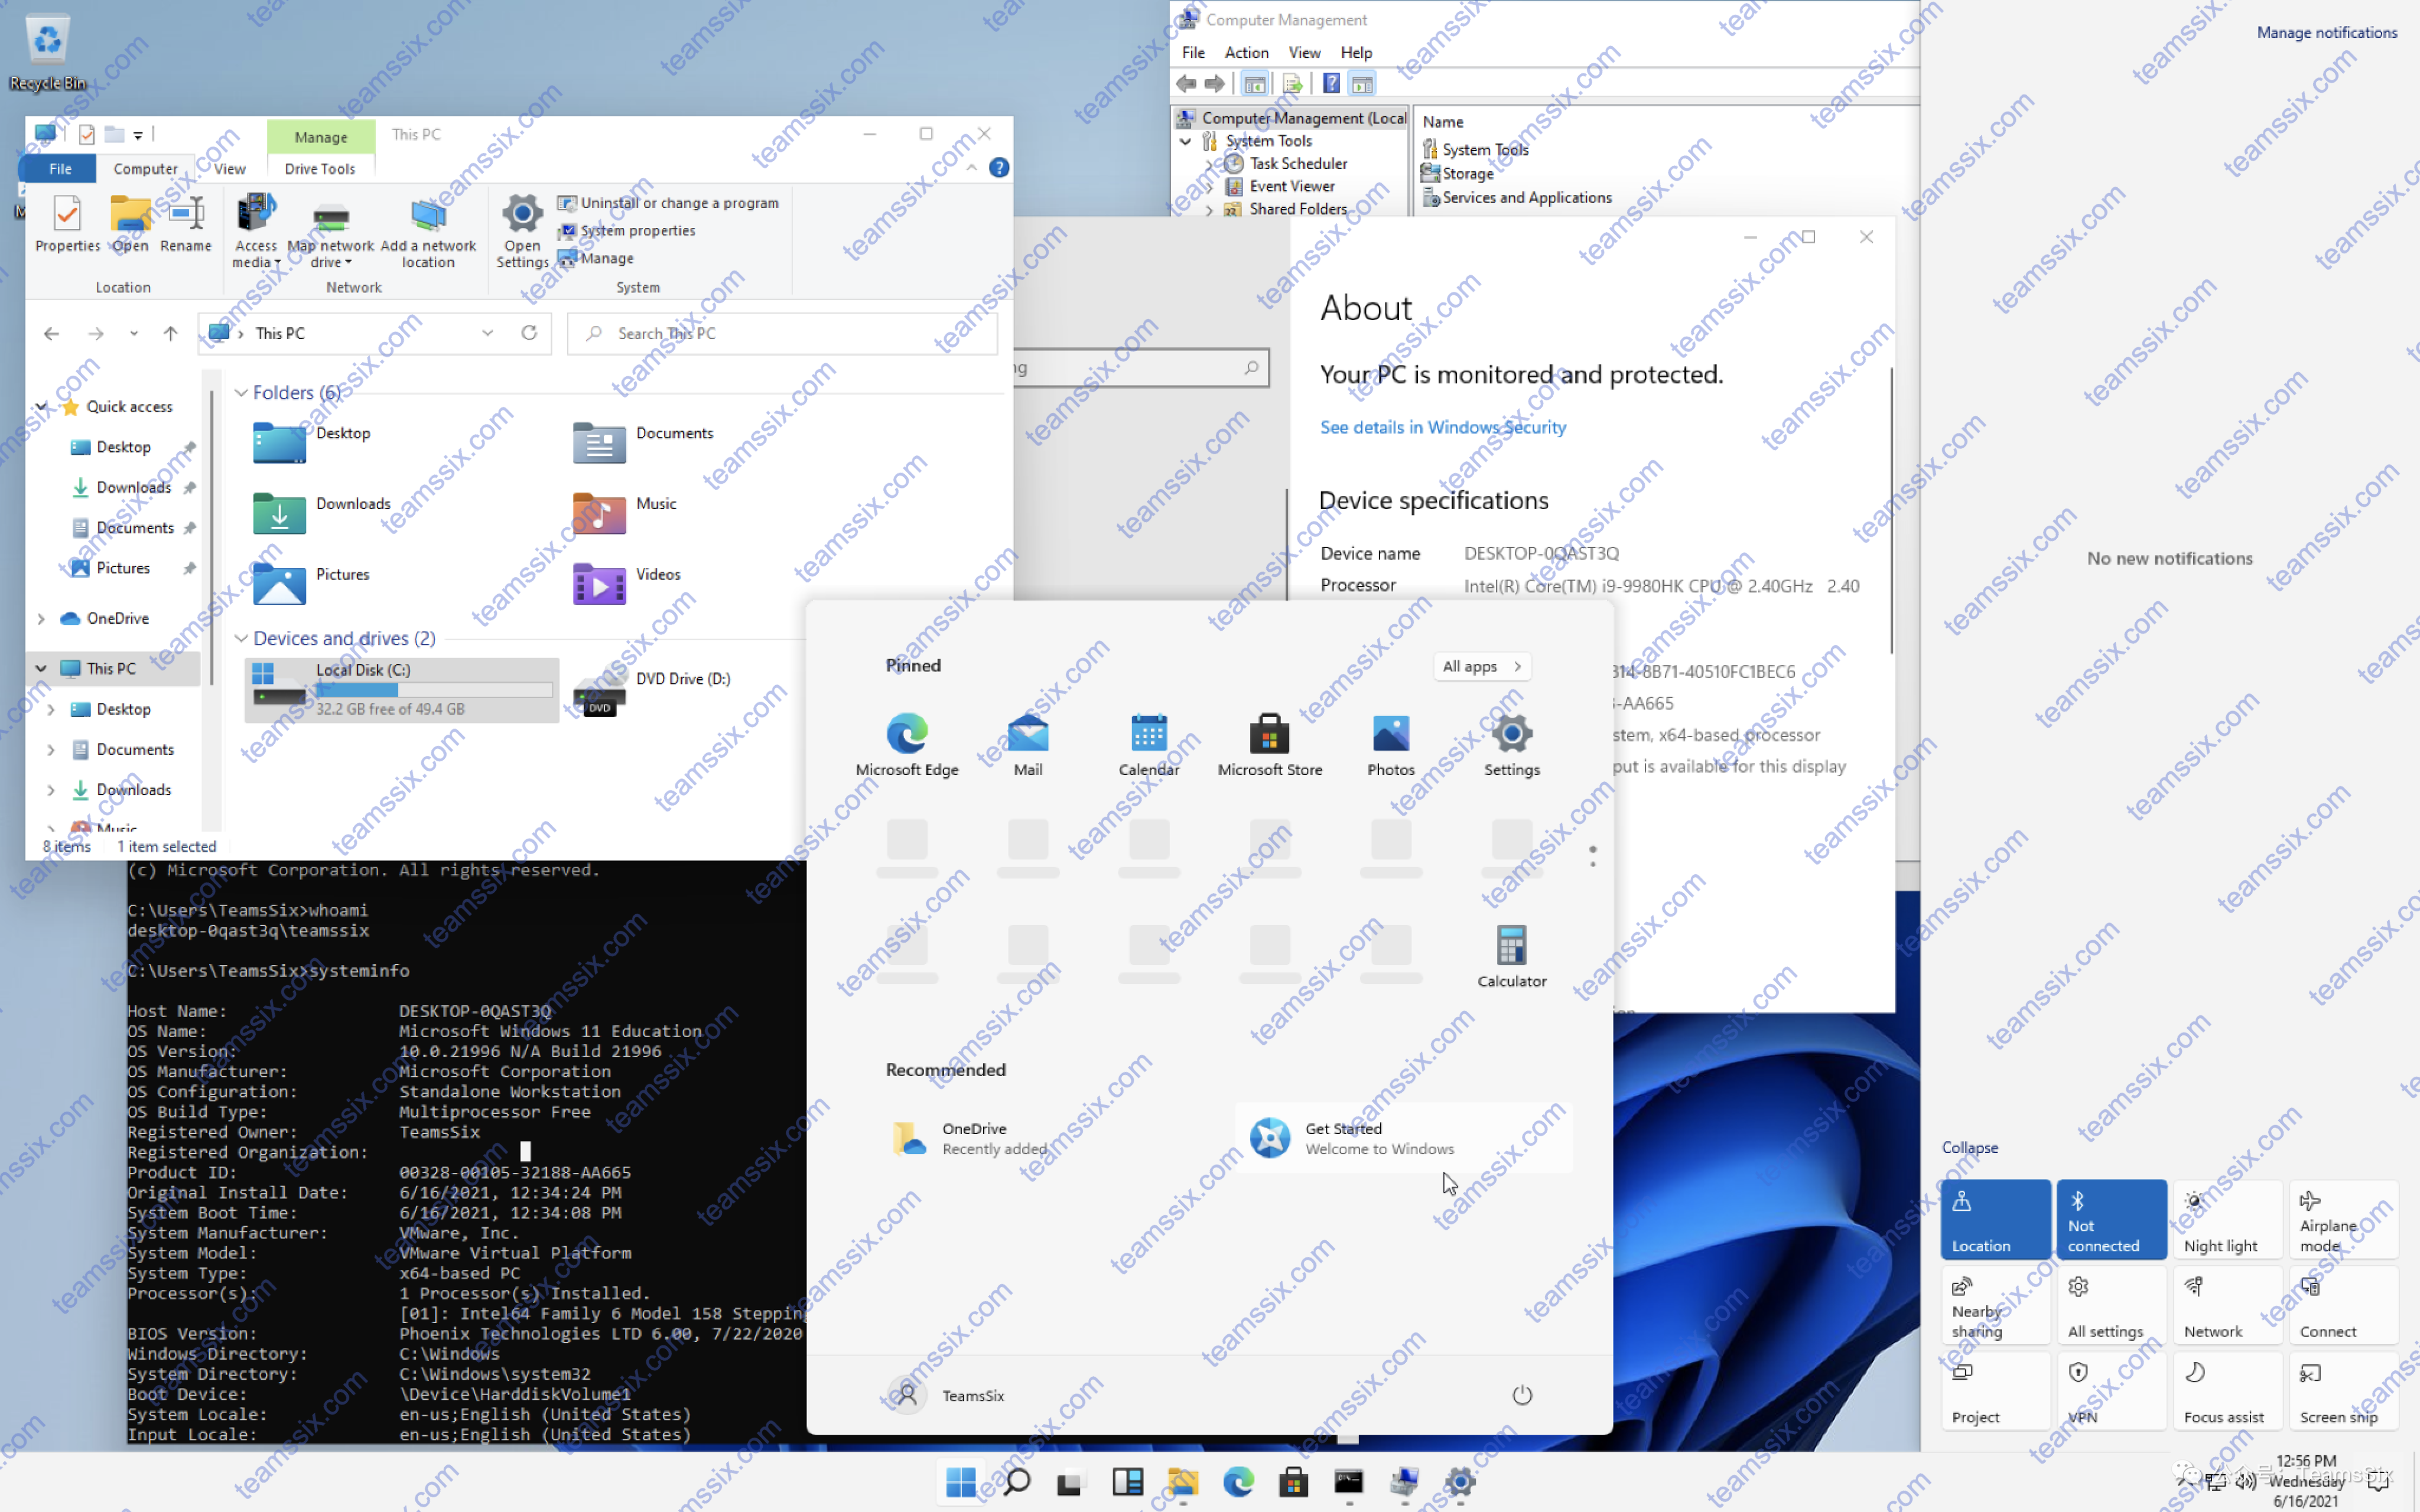 Recycle Bin
Manage
This PC
File
Computer
View
Drive Tools
Properties
Open
Rename
Access media
Map network drive
Add a network location
Open Settings
Uninstall or change a program
System properties
Manage
Location
Network
System
This PC
Search This PC
Quick access
Desktop
Downloads
Documents
Pictures
OneDrive
This PC
Desktop
Documents
Downloads
Music
Folders (6)
Desktop
Documents
Downloads
Music
Pictures
Videos
Devices and drives (2)
Local Disk (C:)
32.2 GB free of 49.4 GB
DVD Drive (D:)
DVD
8 items
1 item selected
Computer Management
File Action View Help
Computer Management (Local
System Tools
Task Scheduler
Event Viewer
Shared Folders
Name
System Tools
Storage
Services and Applications
About
Your PC is monitored and protected.
See details in Windows Security
Device specifications
Device name DESKTOP-0QAST3Q
Processor Intel(R) Core(TM) i9-9980HK CPU @ 2.40GHz 2.40
314-8B71-40510FC1BEC6
-AA665
stem, x64-based processor
put is available for this display
(c) Microsoft Corporation. All rights reserved.
C:\Users\TeamsSix>whoami
desktop-0qast3q\teamssix
C:\Users\TeamsSix>systeminfo
Host Name: DESKTOP-0QAST3Q
OS Name: Microsoft Windows 11 Education
OS Version: 10.0.21996 N/A Build 21996
OS Manufacturer: Microsoft Corporation
OS Configuration: Standalone Workstation
OS Build Type: Multiprocessor Free
Registered Owner: TeamsSix
Registered Organization:
Product ID: 00328-00105-32188-AA665
Original Install Date: 6/16/2021, 12:34:24 PM
System Boot Time: 6/16/2021, 12:34:08 PM
System Manufacturer: VMware, Inc.
System Model: VMware Virtual Platform
System Type: x64-based PC
Processor(s): 1 Processor(s) Installed.
[01]: Intel64 Family 6 Model 158 Stepping
BIOS Version: Phoenix Technologies LTD 6.00, 7/22/2020
Windows Directory: C:\Windows
System Directory: C:\Windows\system32
Boot Device: \Device\HarddiskVolume1
System Locale: en-us;English (United States)
Input Locale: en-us;English (United States)
Pinned
All apps
Microsoft Edge
Mail
Calendar
Microsoft Store
Photos
Settings
Calculator
Recommended
OneDrive
Recently added
Get Started
Welcome to Windows
TeamsSix
Manage notifications
No new notifications
Collapse
Location
Not connected
Night light
Airplane mode
Nearby sharing
All settings
Network
Connect
Project
VPN
Focus assist
Screen snip
12:56 PM
Wednesday
6/16/2021
TeamsSix
teamssix.com